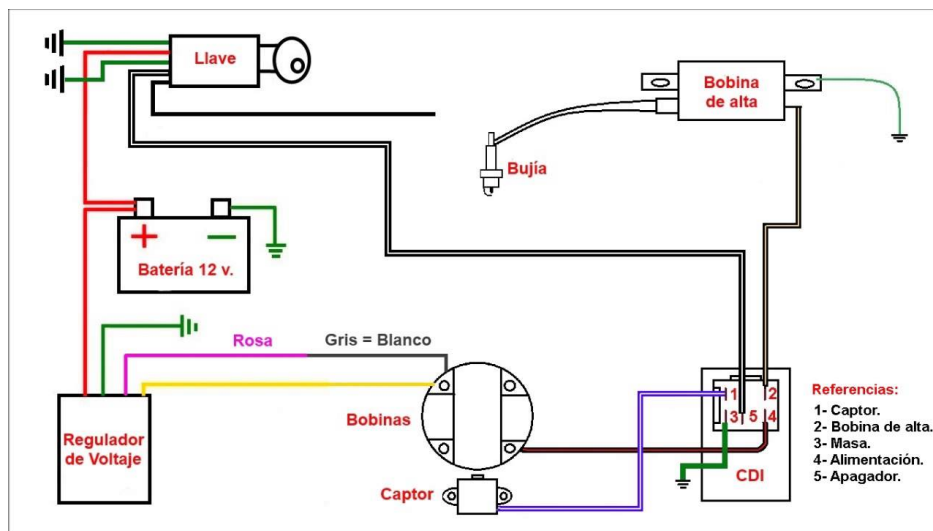 Llave
Bobina
de alta
Bujía
+ −
Batería 12 v.
Rosa
Gris = Blanco
Regulador
de Voltaje
Bobinas
Captor
1 2
3 5 4
CDI
Referencias:
1- Captor.
2- Bobina de alta.
3- Masa.
4- Alimentación.
5- Apagador.